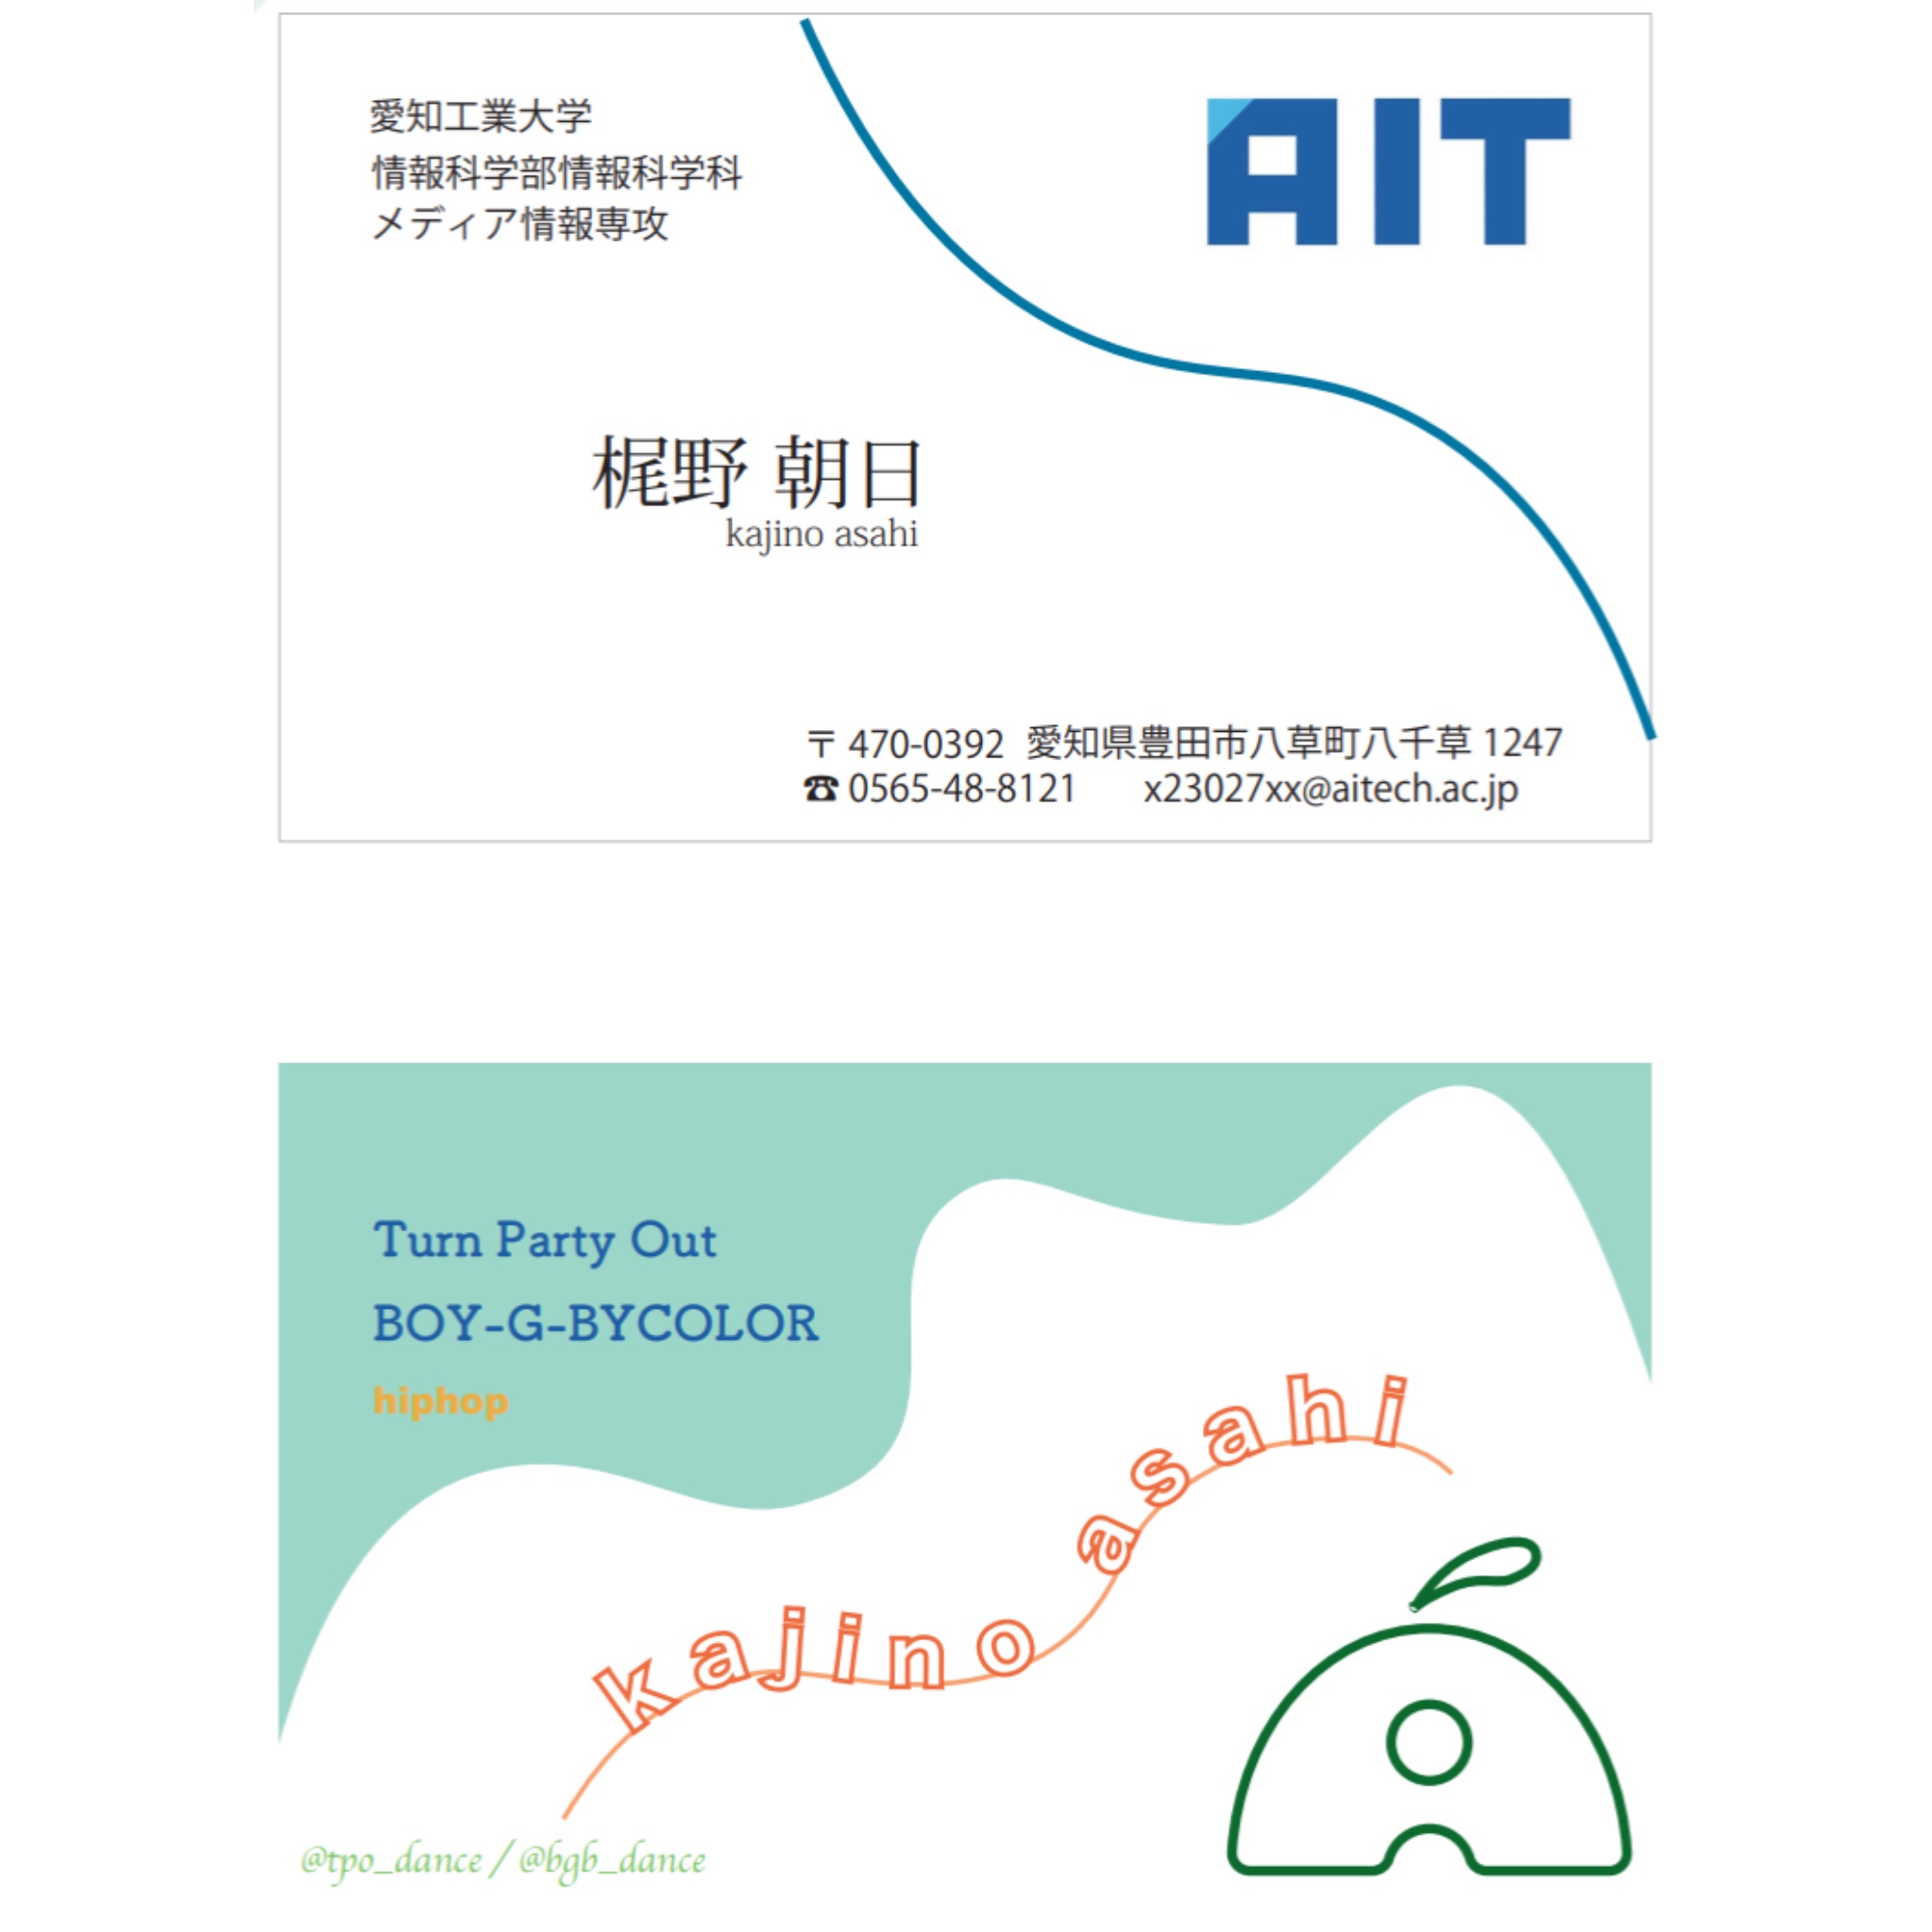 愛知工業大学
情報科学部情報科学科
メディア情報専攻
AIT
梶野 朝日
kajino asahi
〒 470-0392 愛知県豊田市八草町八千草 1247
☎ 0565-48-8121 x23027xx@aitech.ac.jp
Turn Party Out
BOY-G-BYCOLOR
hiphop
kajino asahi
@tpo_dance / @bgb_dance